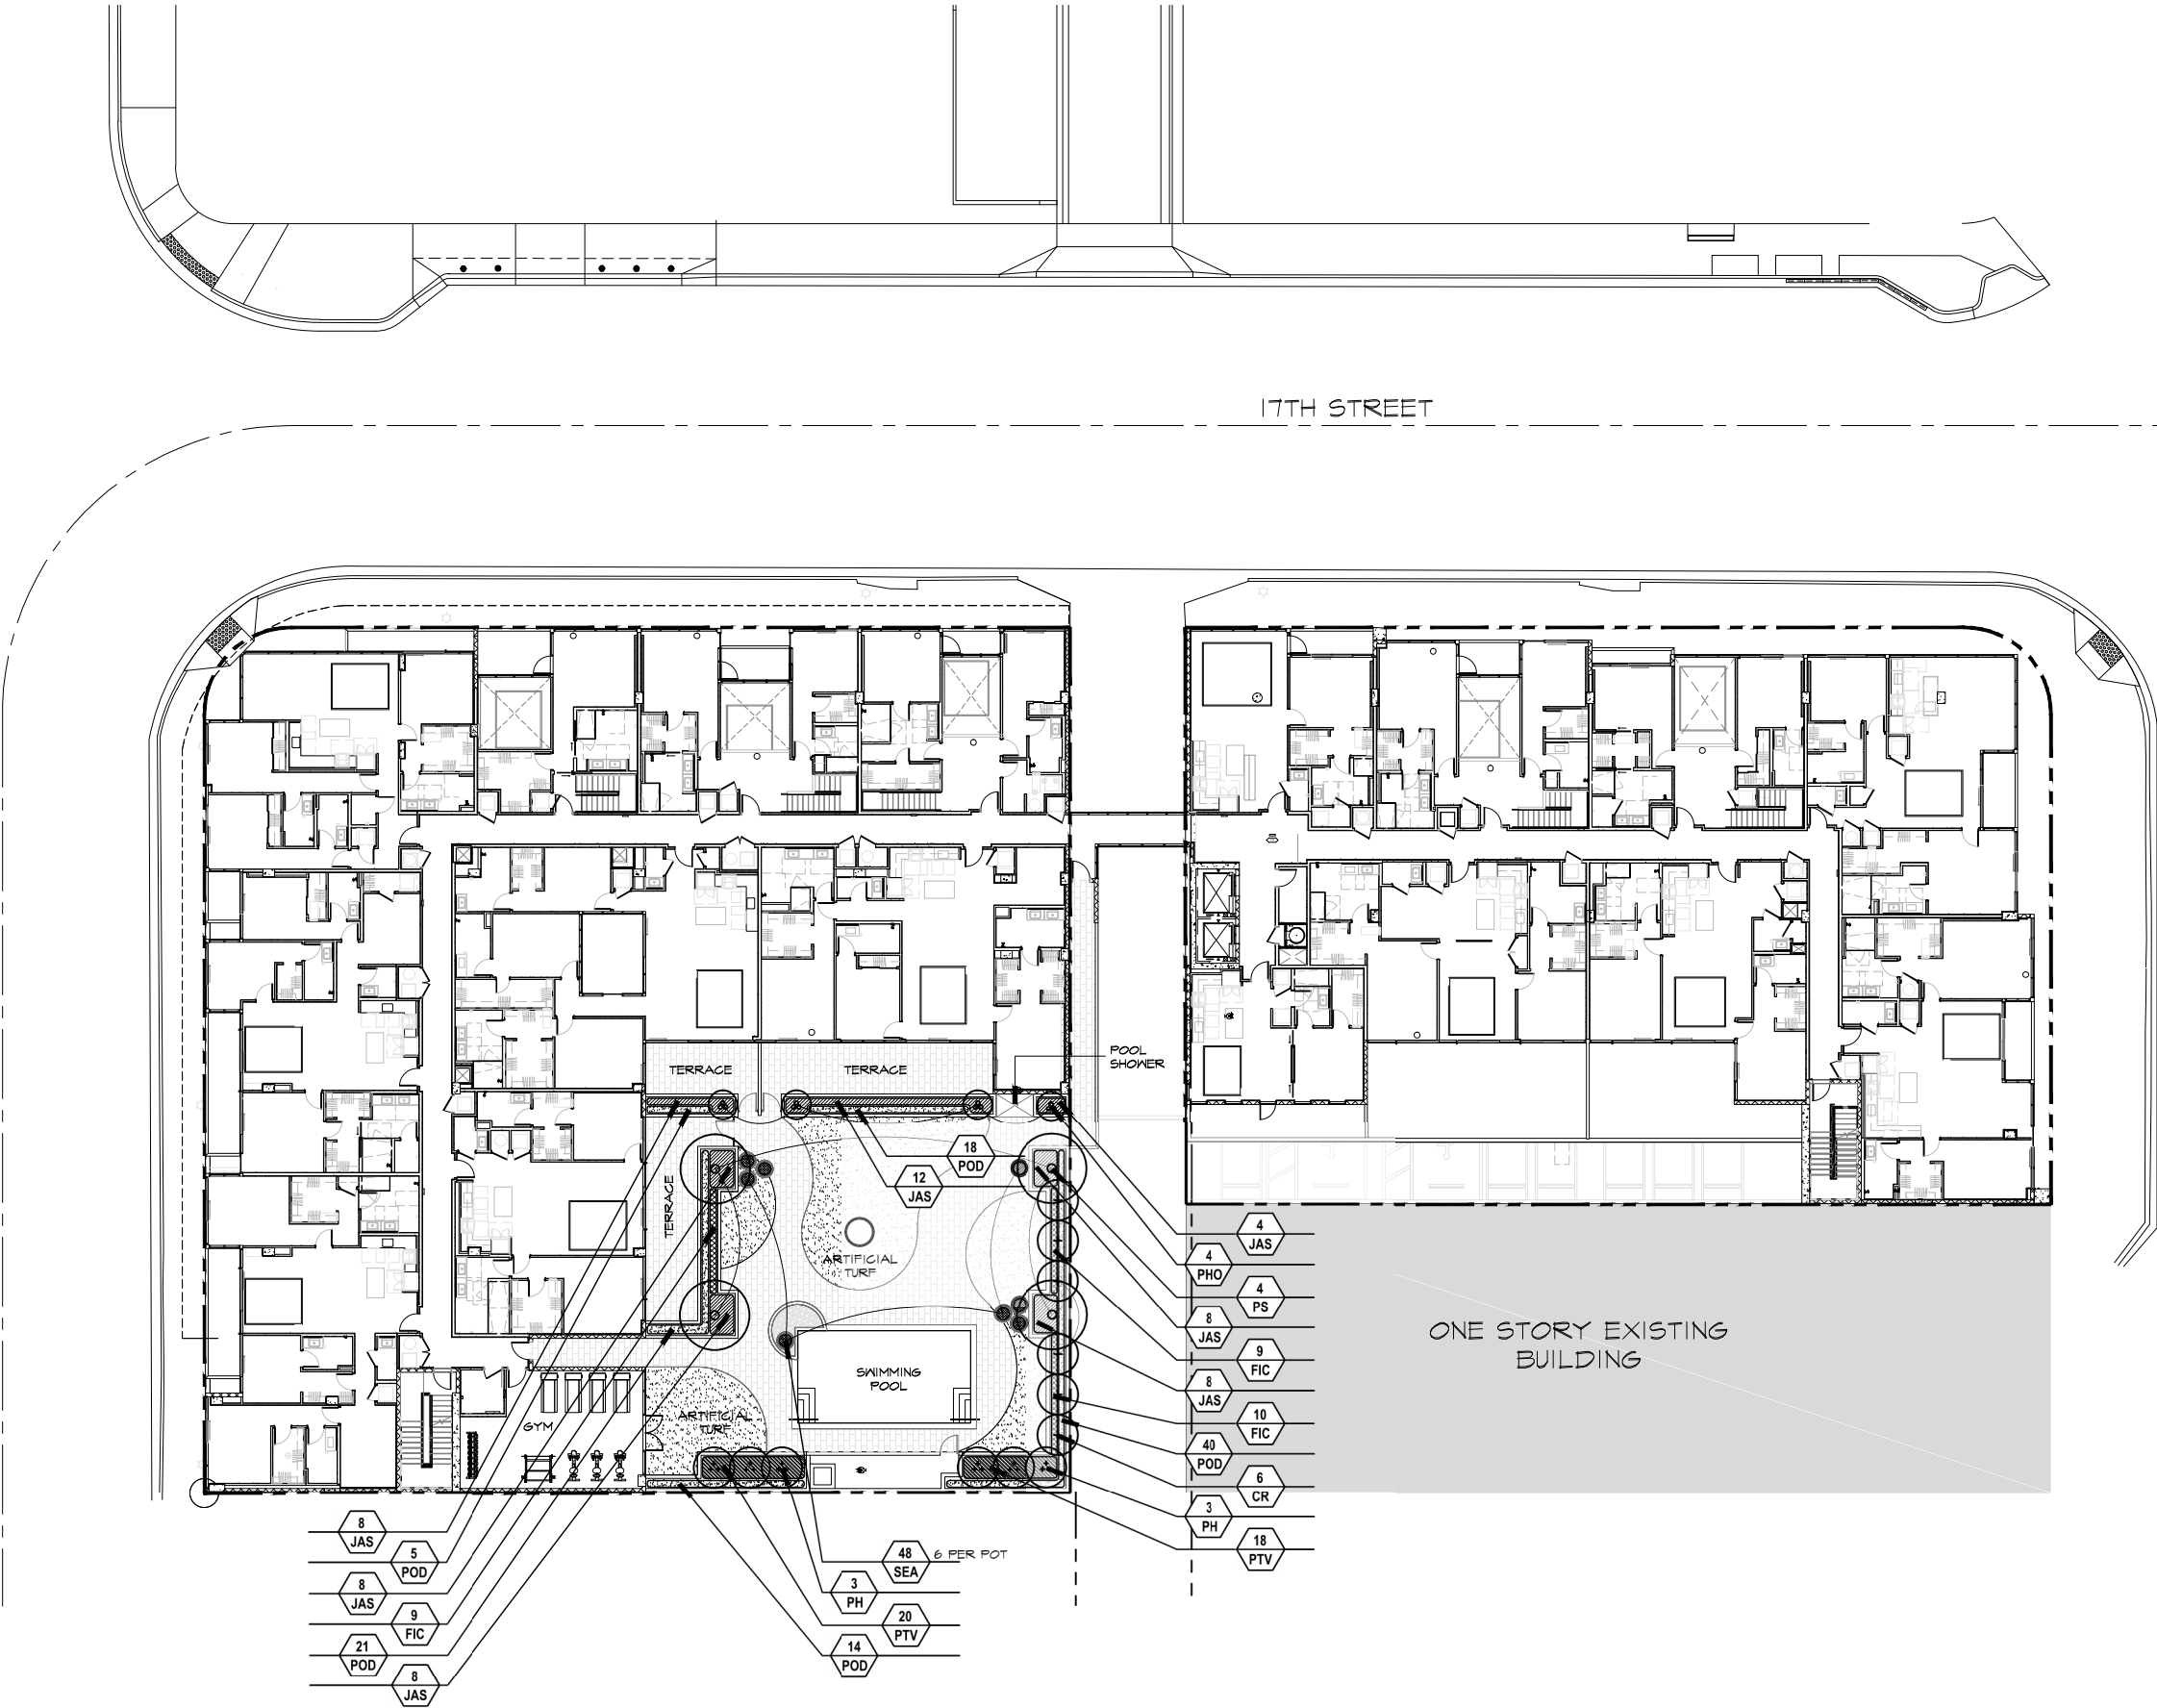 17TH STREET
POOL
SHOWER
TERRACE
TERRACE
18
POD
12
JAS
TERRACE
ARTIFICIAL
TURF
4
JAS
4
PHO
4
PS
8
JAS
9
FIC
8
JAS
10
FIC
40
POD
6
CR
3
PH
18
PTV
ONE STORY EXISTING
BUILDING
SWIMMING
POOL
ARTIFICIAL
TURF
GYM
8
JAS
5
POD
8
JAS
9
FIC
21
POD
8
JAS
48
SEA
6 PER POT
3
PH
20
PTV
14
POD